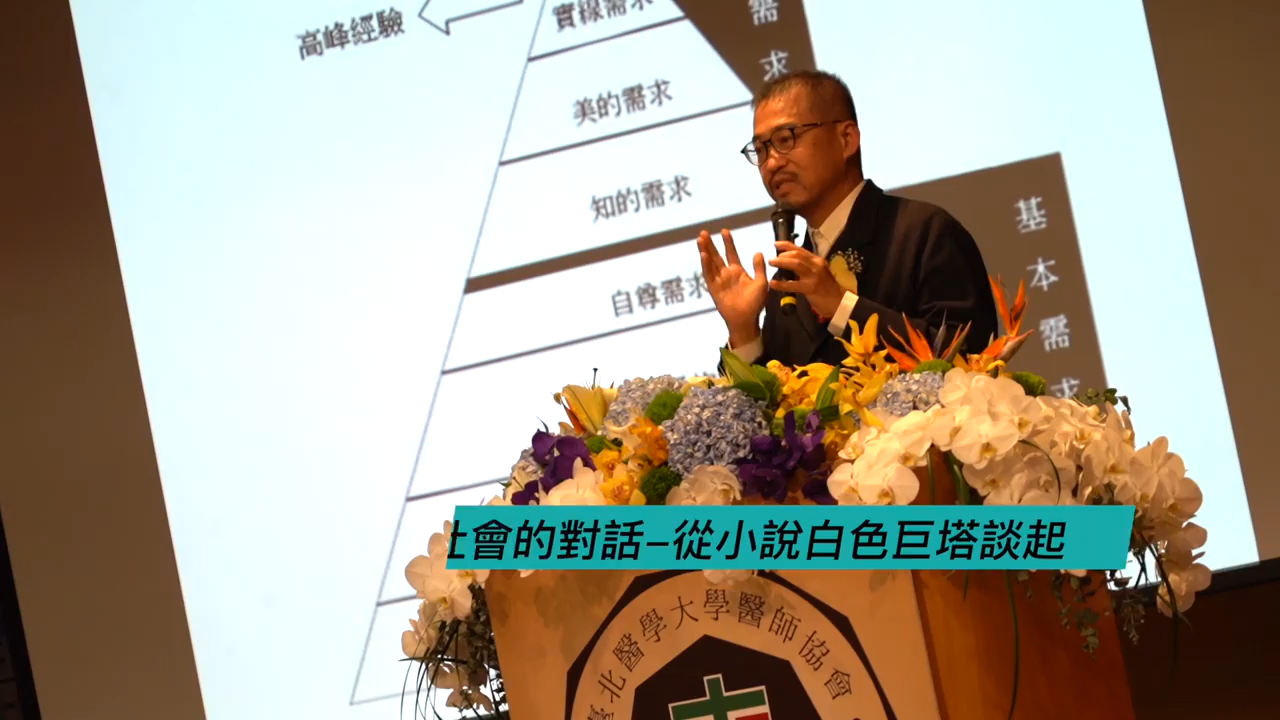 高峰經驗
實線需求
美的需求
知的需求
自尊需求
需求
基本需求
會的對話–從小說白色巨塔談起
北醫學大學醫師協會